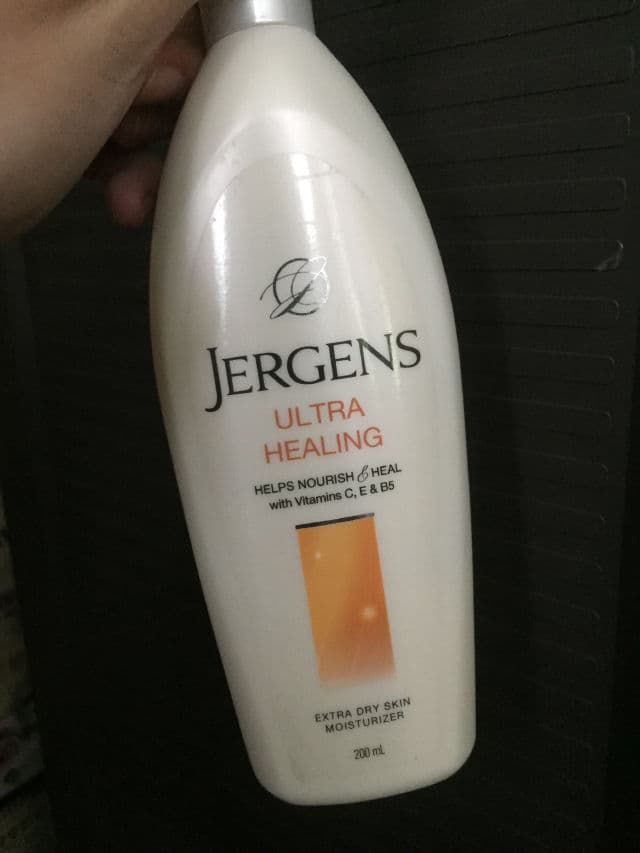 JERGENS
ULTRA
HEALING
HELPS NOURISH & HEAL
with Vitamins C, E & B5
EXTRA DRY SKIN
MOISTURIZER
200 mL